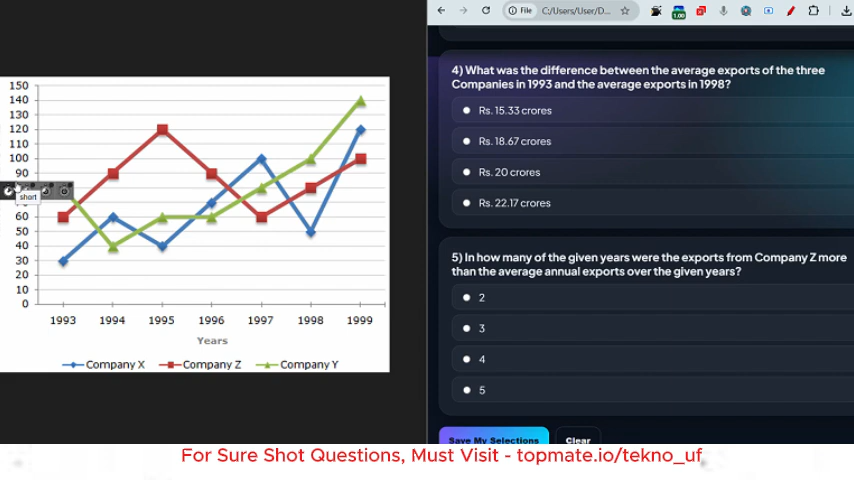 File
C:/Users/User/D...
1.00
150
140
130
120
110
100
90
short
60
50
40
30
20
10
0
1993 1994 1995 1996 1997 1998 1999
Years
Company X Company Z Company Y
4) What was the difference between the average exports of the three
Companies in 1993 and the average exports in 1998?
Rs. 15.33 crores
Rs. 18.67 crores
Rs. 20 crores
Rs. 22.17 crores
5) In how many of the given years were the exports from Company Z more
than the average annual exports over the given years?
2
3
4
5
Save My Selections
Clear
For Sure Shot Questions, Must Visit - topmate.io/tekno_uf